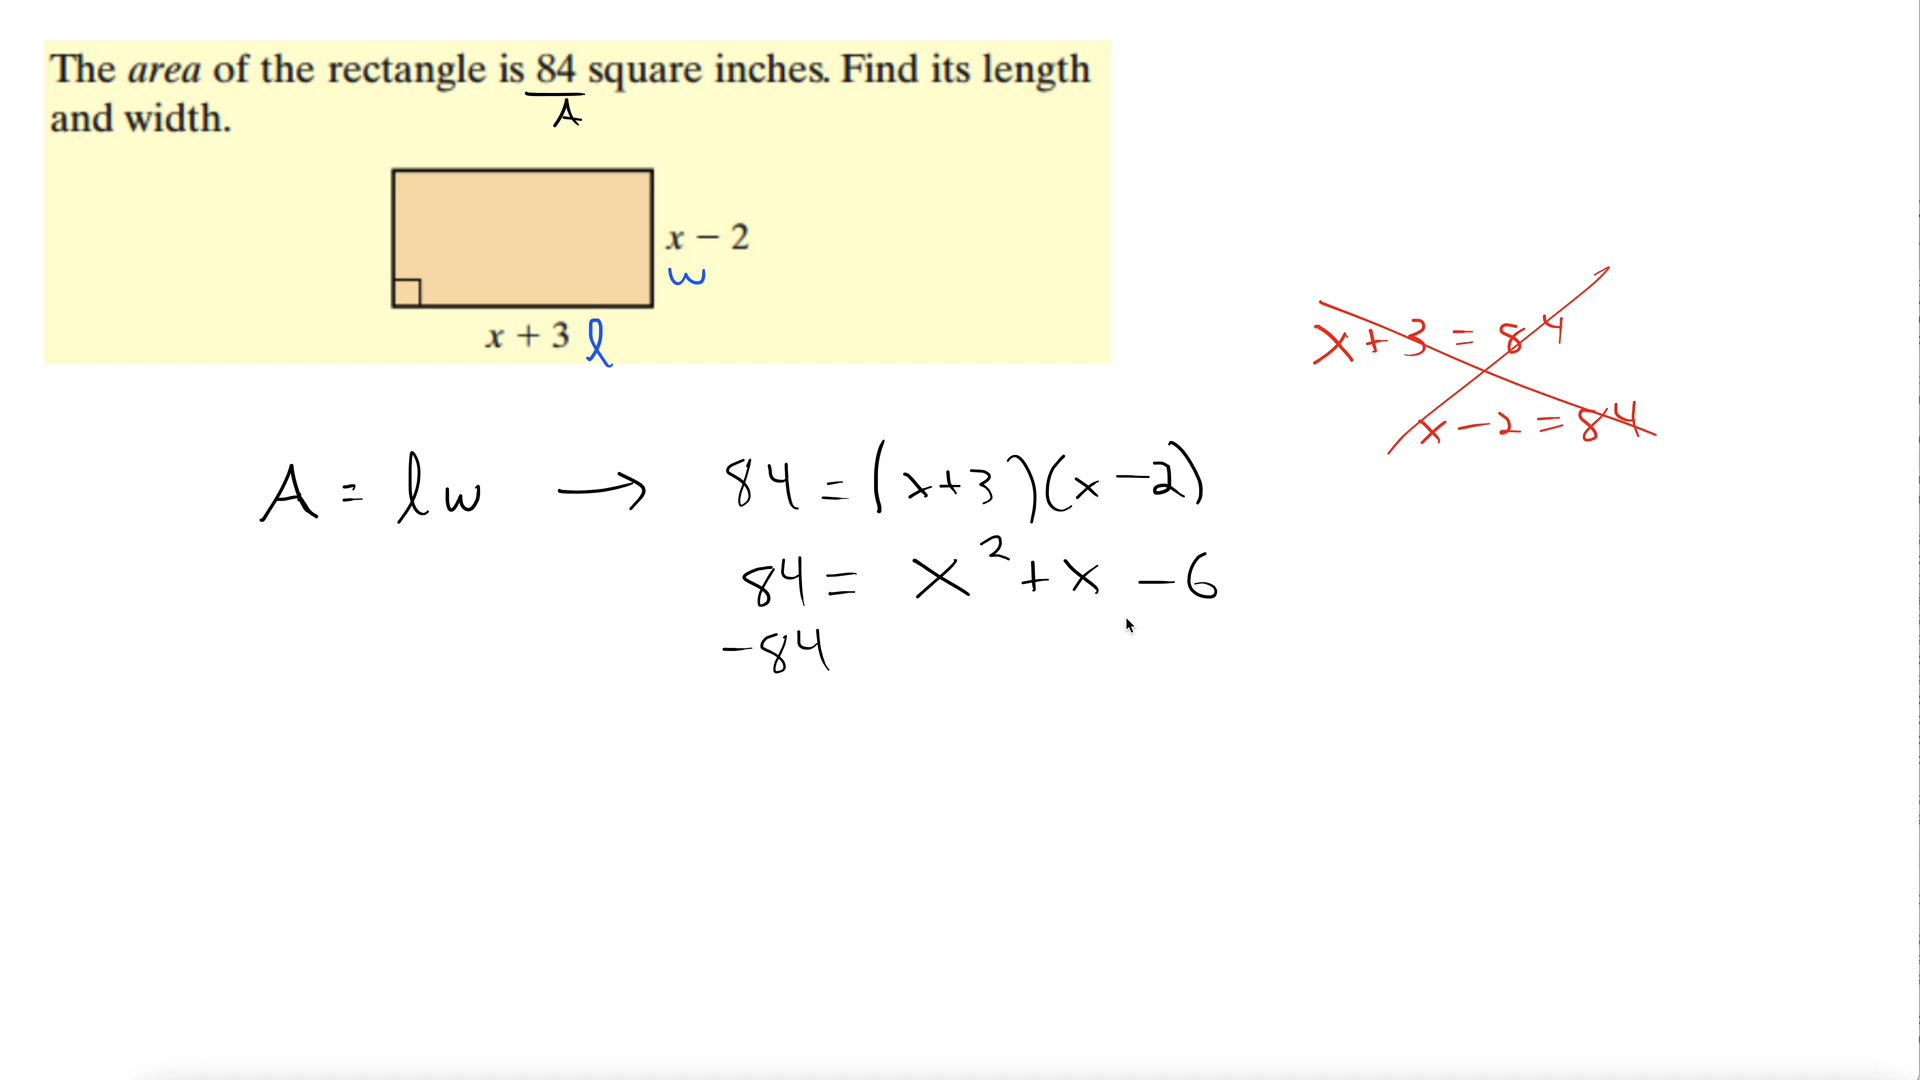 The area of the rectangle is 84 square inches. Find its length
and width.
A
x − 2
w
x + 3 l
x+3 = 84
x−2 = 84
A = lw → 84 = (x+3)(x−2)
84 = x² + x − 6
−84